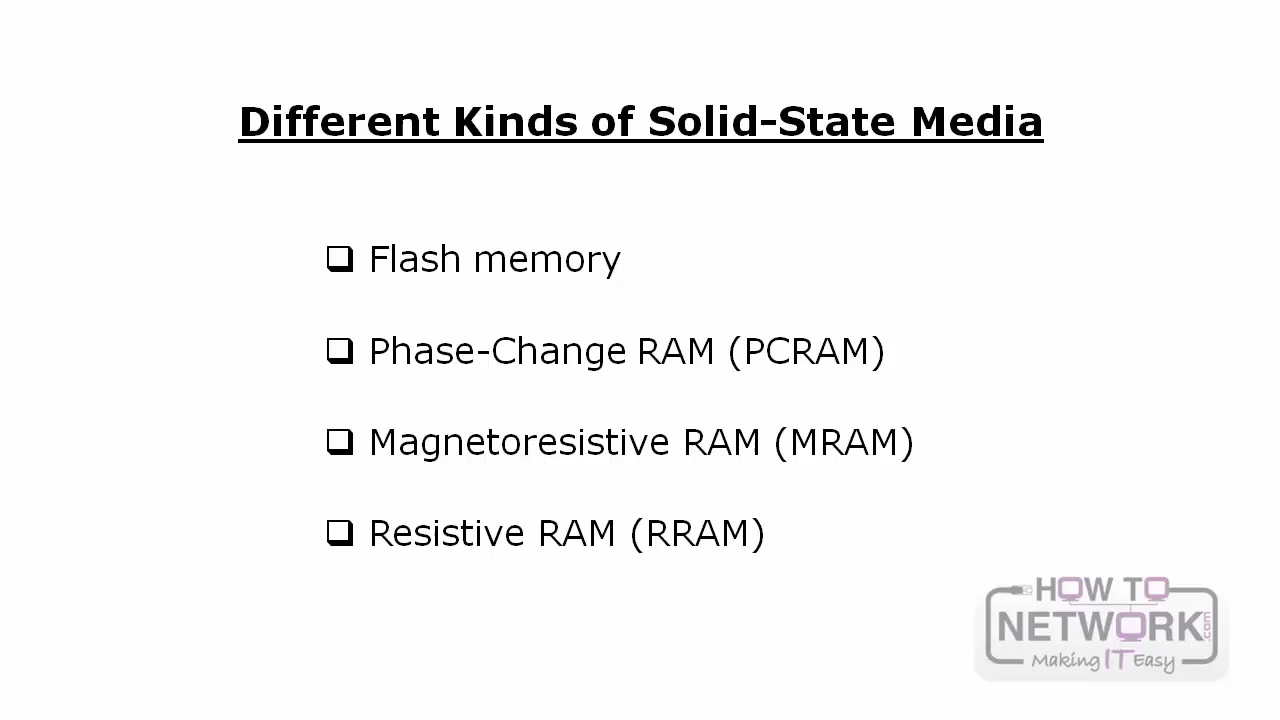 Different Kinds of Solid-State Media
Flash memory
Phase-Change RAM (PCRAM)
Magnetoresistive RAM (MRAM)
Resistive RAM (RRAM)
HOW TO
NETWORK.com
Making IT Easy